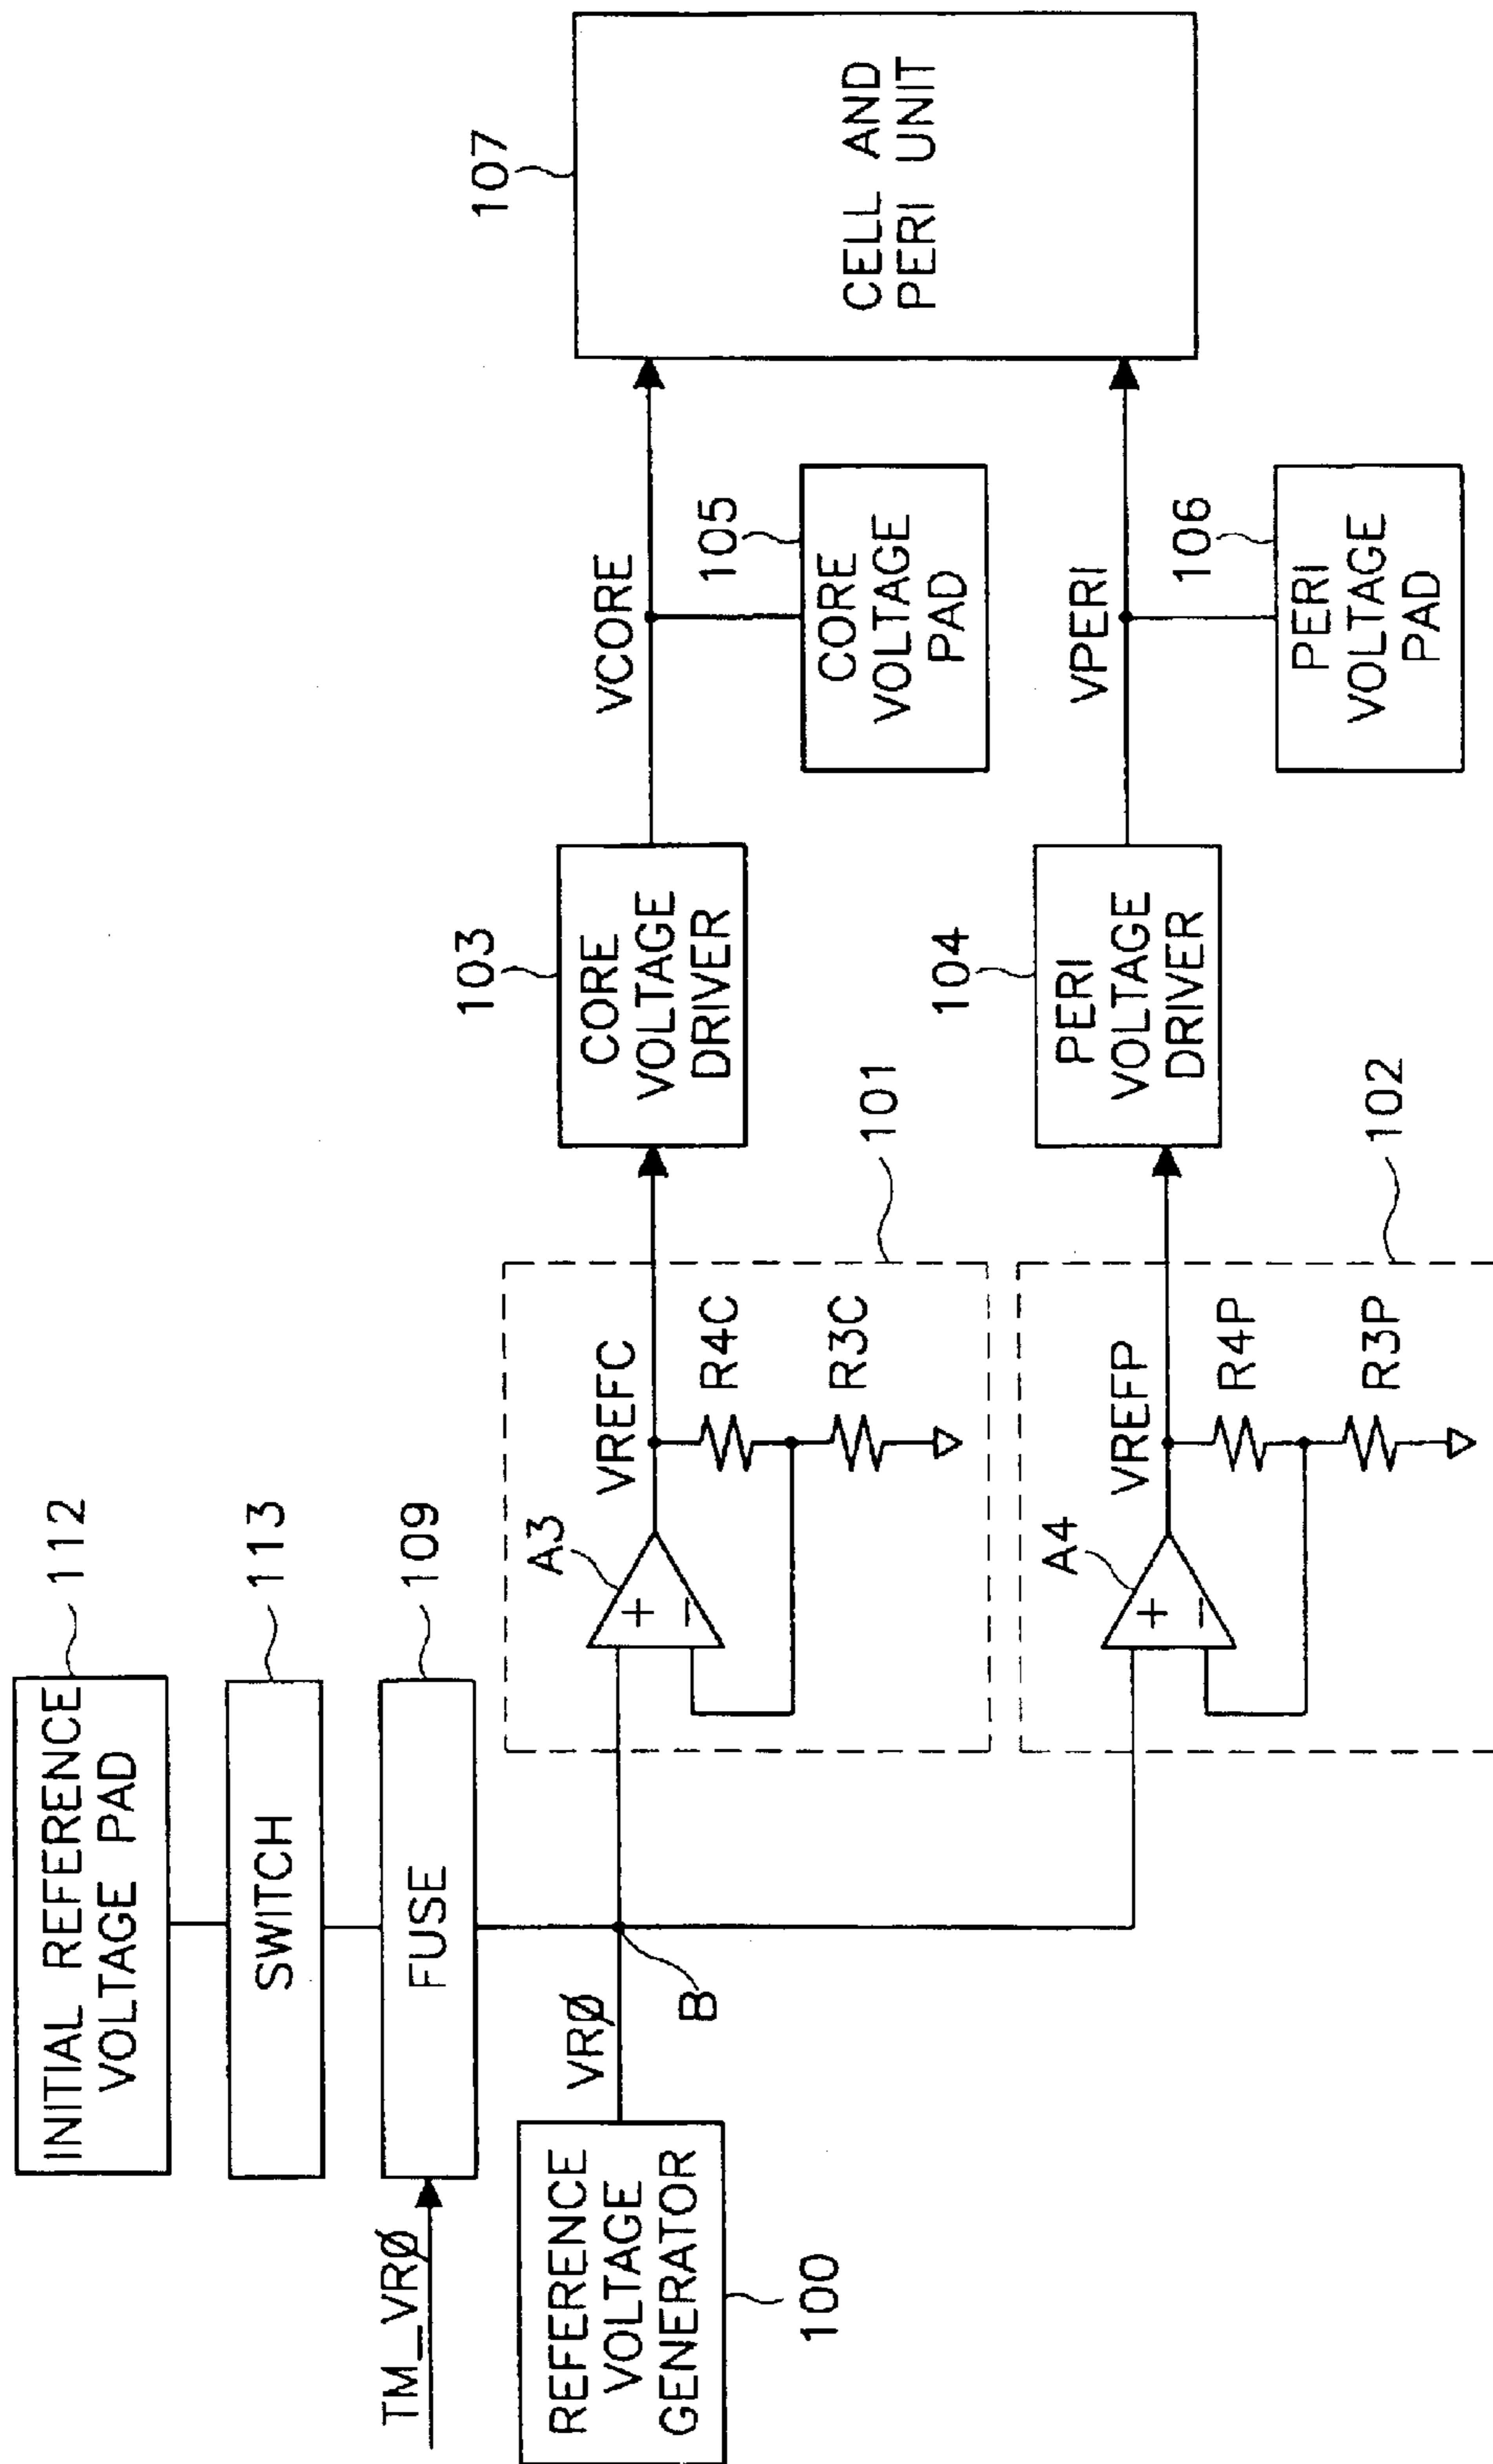 INITIAL REFERENCE
VOLTAGE PAD
112
SWITCH
113
TM_VRØ
FUSE
109
REFERENCE
VOLTAGE
GENERATOR
100
VRØ
B
A3
+
−
VREFC
R4C
R3C
101
CORE
VOLTAGE
DRIVER
103
VCORE
CORE
VOLTAGE
PAD
105
CELL AND
PERI UNIT
107
A4
+
−
VREFP
R4P
R3P
102
PERI
VOLTAGE
DRIVER
104
VPERI
PERI
VOLTAGE
PAD
106